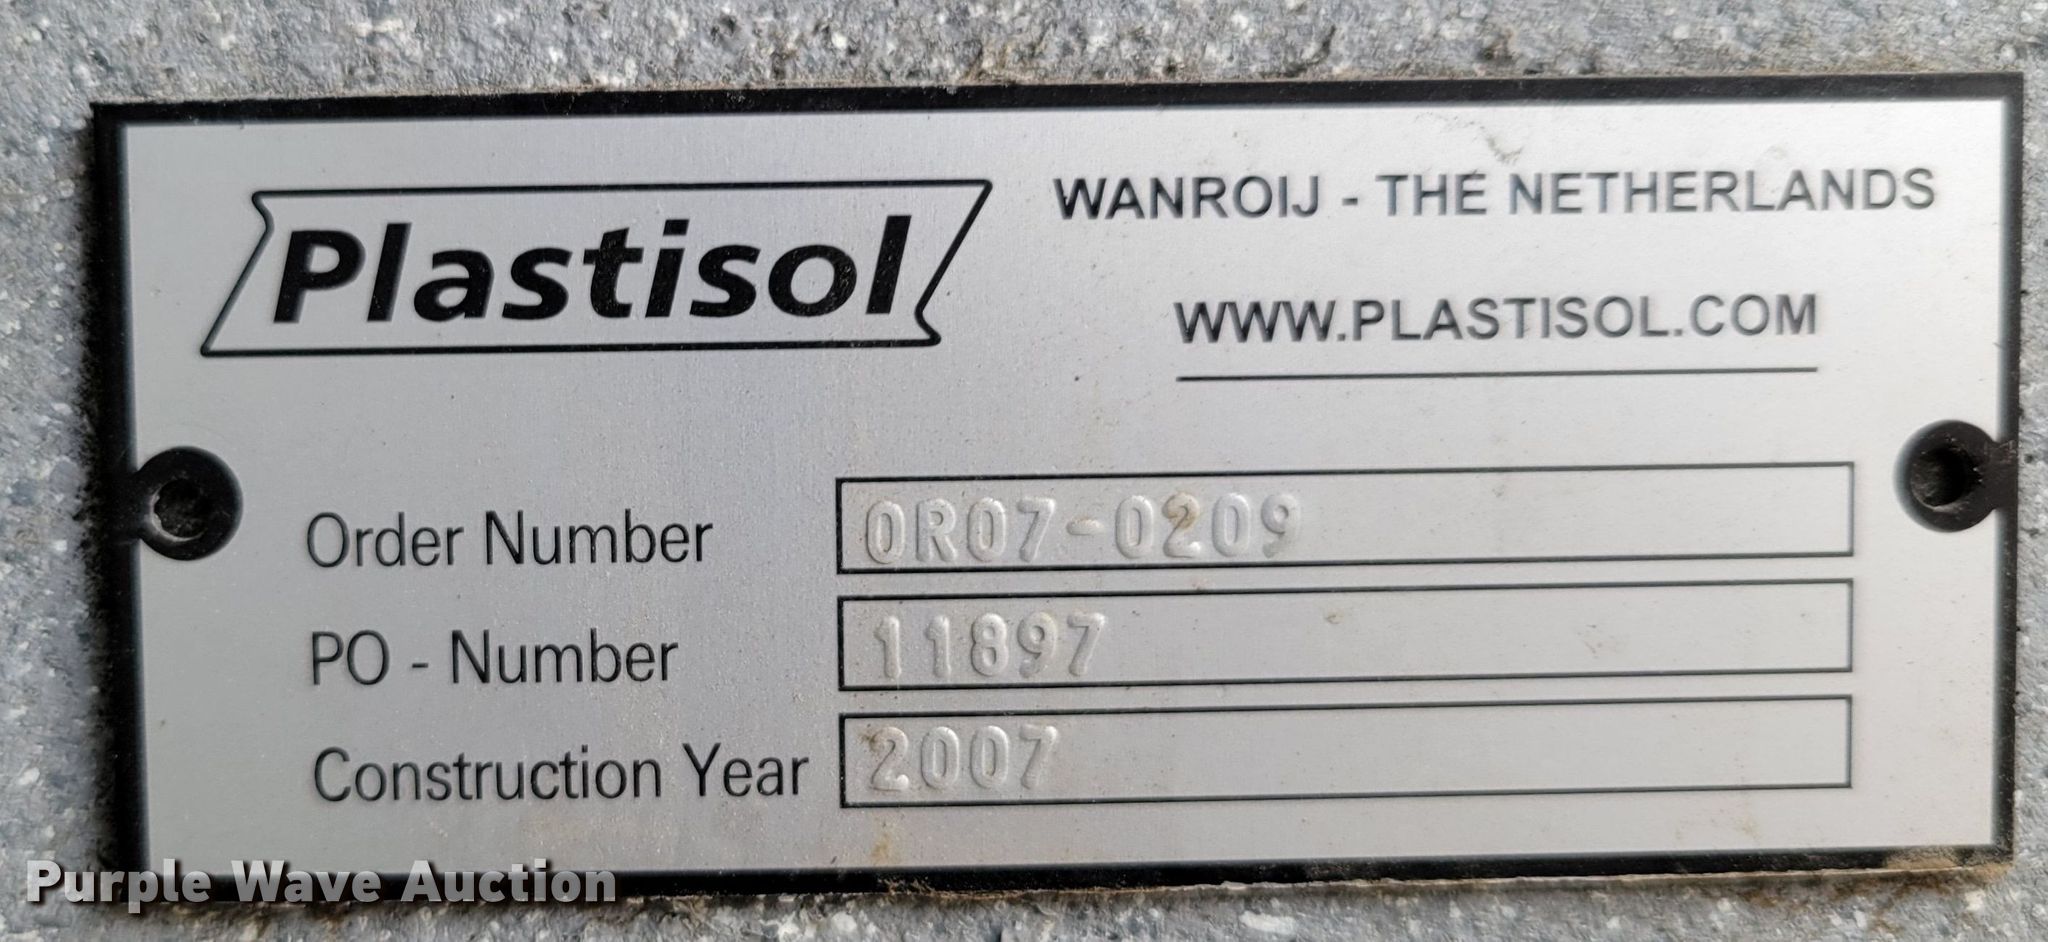 Plastisol
WANROIJ - THE NETHERLANDS
WWW.PLASTISOL.COM
Order Number OR07-0209
PO - Number 11897
Construction Year 2007
Purple Wave Auction